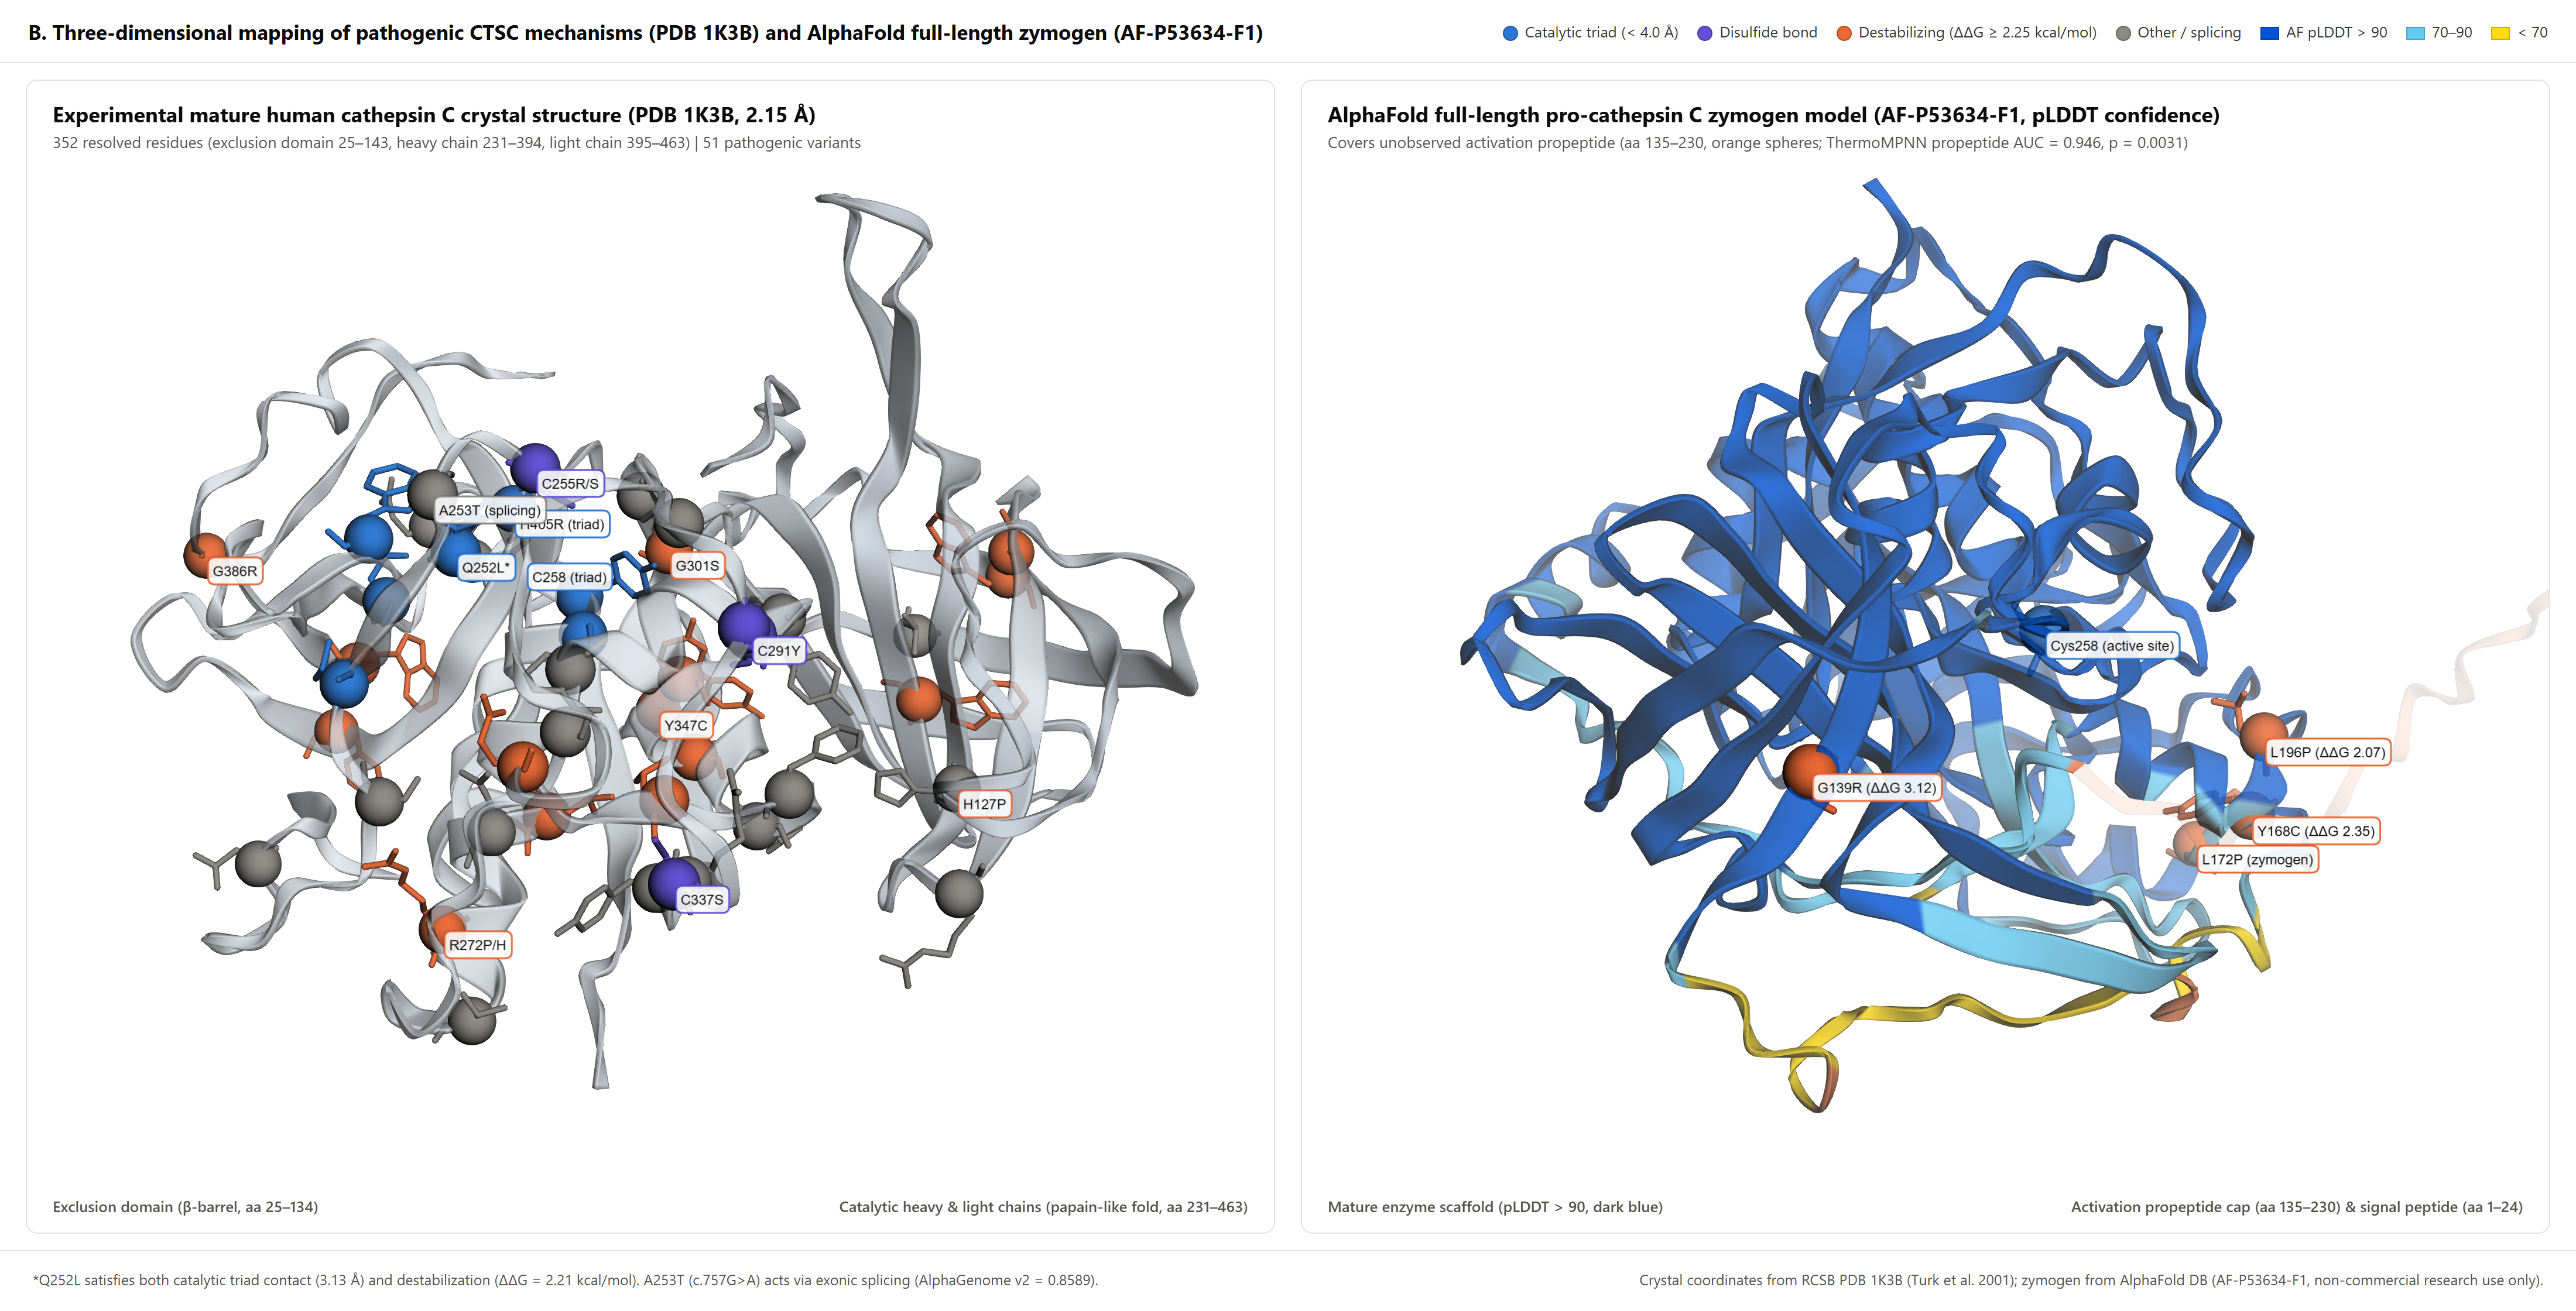 B. Three-dimensional mapping of pathogenic CTSC mechanisms (PDB 1K3B) and AlphaFold full-length zymogen (AF-P53634-F1)
Catalytic triad (< 4.0 Å)
Disulfide bond
Destabilizing (ΔΔG ≥ 2.25 kcal/mol)
Other / splicing
AF pLDDT > 90
70–90
< 70
Experimental mature human cathepsin C crystal structure (PDB 1K3B, 2.15 Å)
352 resolved residues (exclusion domain 25–143, heavy chain 231–394, light chain 395–463) | 51 pathogenic variants
C255R/S
A253T (splicing)
H405R (triad)
Q252L*
C258 (triad)
G301S
G386R
C291Y
Y347C
H127P
C337S
R272P/H
Exclusion domain (β-barrel, aa 25–134)
Catalytic heavy & light chains (papain-like fold, aa 231–463)
AlphaFold full-length pro-cathepsin C zymogen model (AF-P53634-F1, pLDDT confidence)
Covers unobserved activation propeptide (aa 135–230, orange spheres; ThermoMPNN propeptide AUC = 0.946, p = 0.0031)
Cys258 (active site)
L196P (ΔΔG 2.07)
G139R (ΔΔG 3.12)
Y168C (ΔΔG 2.35)
L172P (zymogen)
Mature enzyme scaffold (pLDDT > 90, dark blue)
Activation propeptide cap (aa 135–230) & signal peptide (aa 1–24)
*Q252L satisfies both catalytic triad contact (3.13 Å) and destabilization (ΔΔG = 2.21 kcal/mol). A253T (c.757G>A) acts via exonic splicing (AlphaGenome v2 = 0.8589).
Crystal coordinates from RCSB PDB 1K3B (Turk et al. 2001); zymogen from AlphaFold DB (AF-P53634-F1, non-commercial research use only).